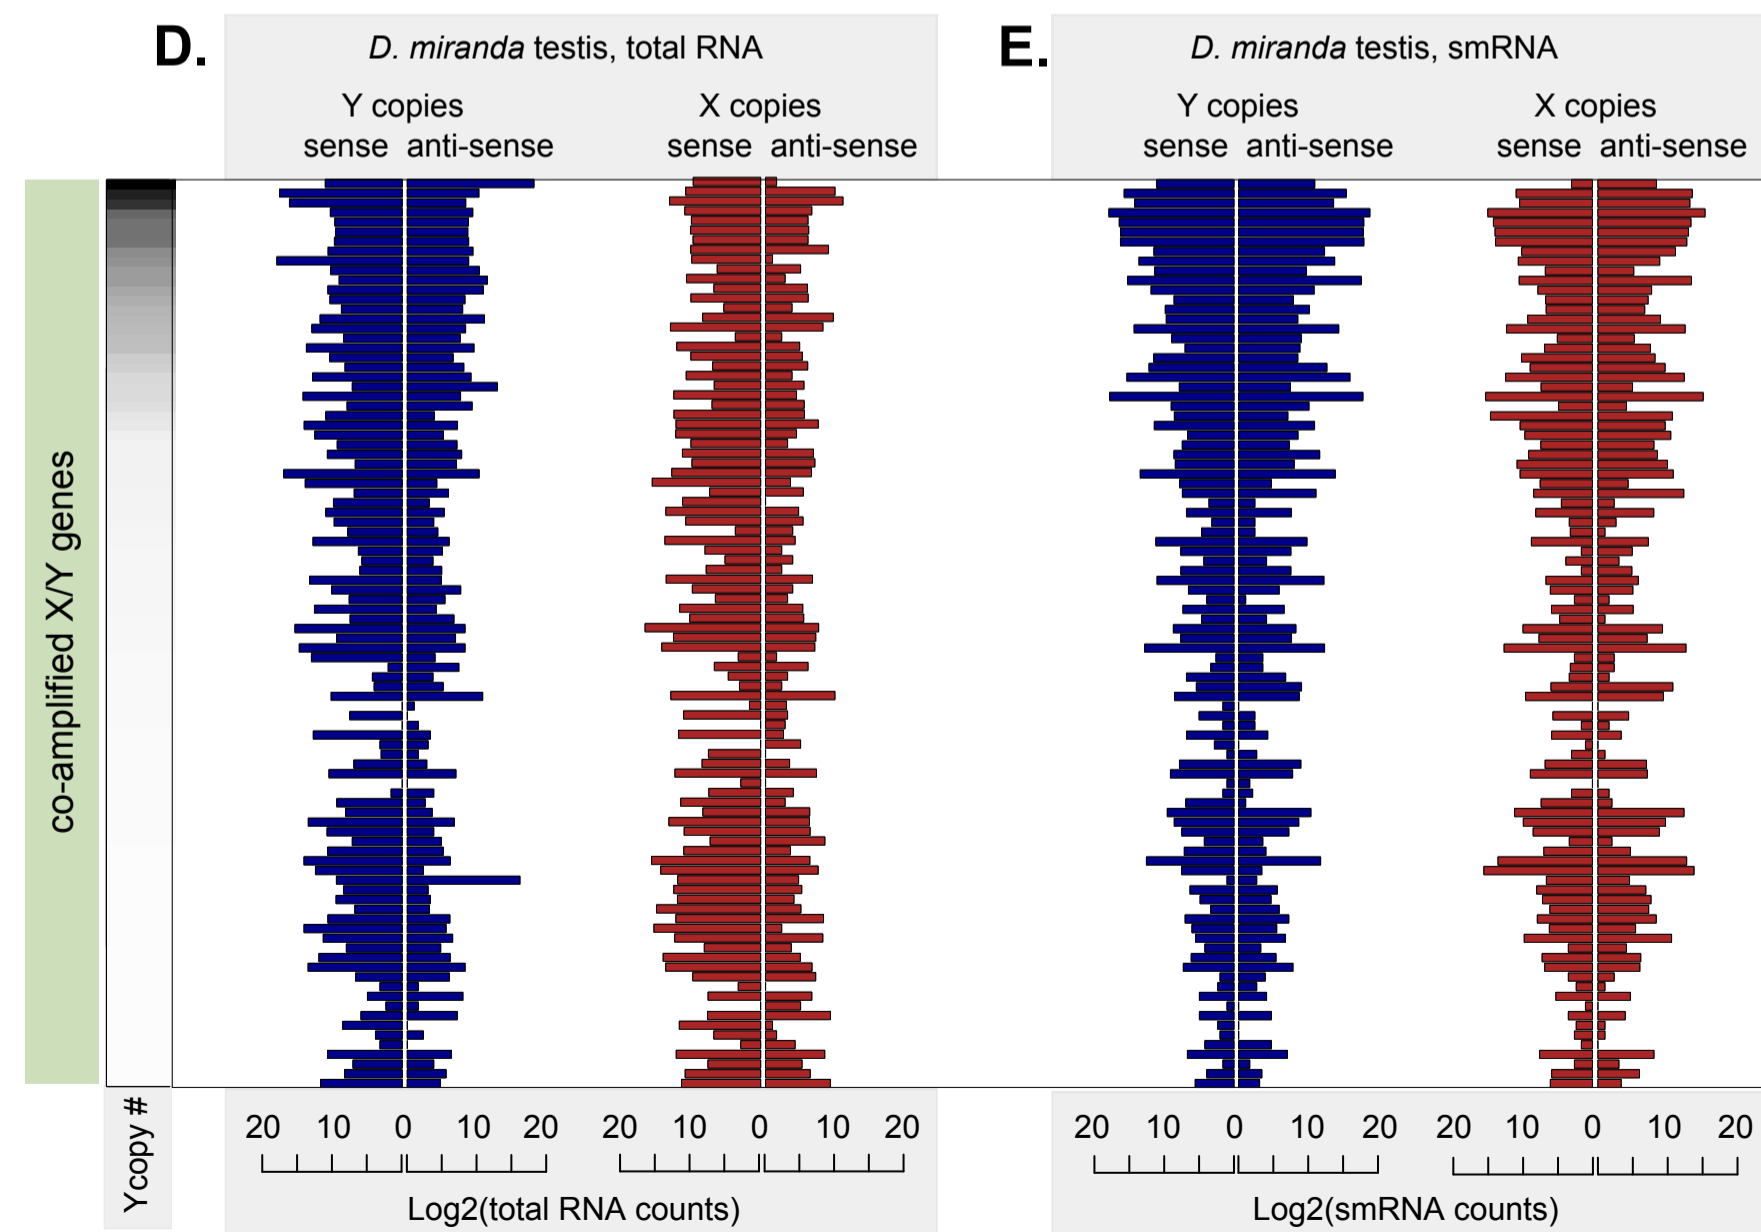 D.
D. miranda testis, total RNA
Y copies
X copies
sense anti-sense
sense anti-sense
E.
D. miranda testis, smRNA
Y copies
X copies
sense anti-sense
sense anti-sense
co-amplified X/Y genes
Ycopy #
20 10 0 10 20
20 10 0 10 20
Log2(total RNA counts)
20 10 0 10 20
20 10 0 10 20
Log2(smRNA counts)